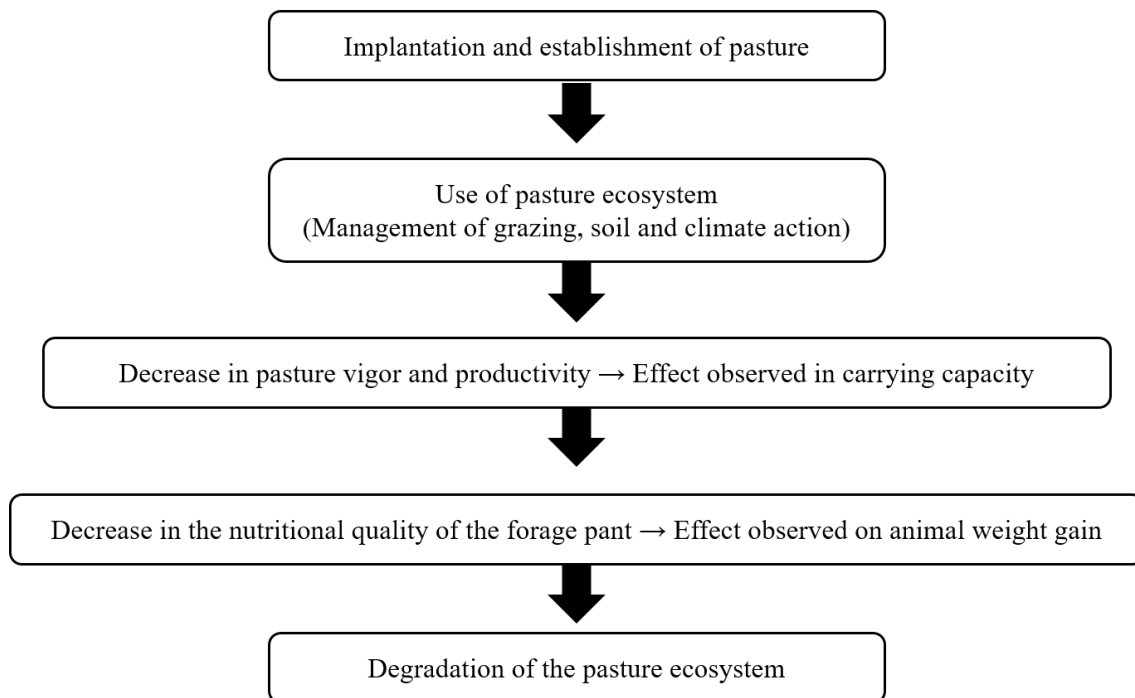 Implantation and establishment of pasture
Use of pasture ecosystem
(Management of grazing, soil and climate action)
Decrease in pasture vigor and productivity → Effect observed in carrying capacity
Decrease in the nutritional quality of the forage pant → Effect observed on animal weight gain
Degradation of the pasture ecosystem